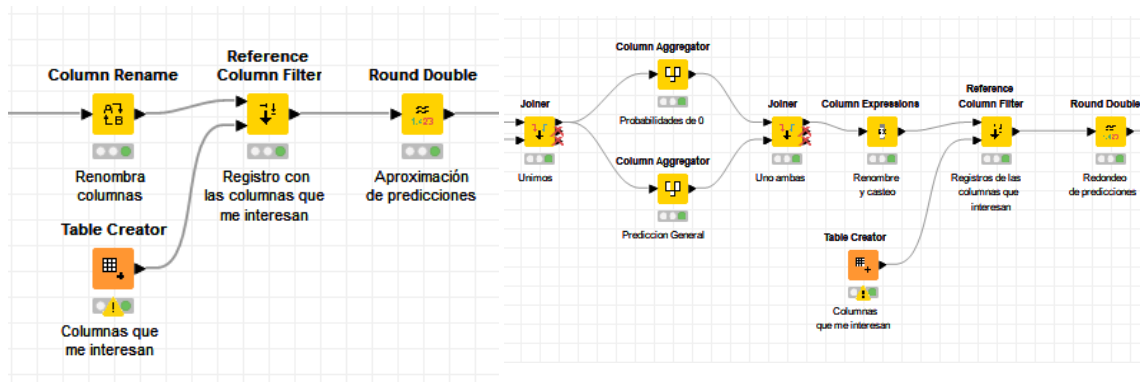 Column Rename
Reference
Column Filter
Round Double
A
B
1.423
Renombra
columnas
Registro con
las columnas que
me interesan
Aproximación
de predicciones
Table Creator
Columnas que
me interesan
Column Aggregator
Probabilidades de 0
Joiner
Unimos
Column Aggregator
Prediccion General
Joiner
Uno ambas
Column Expressions
Renombre
y casteo
Reference
Column Filter
Registros de las
columnas que
interesan
Round Double
Redondeo
de predicciones
Table Creator
Columnas
que me interesan